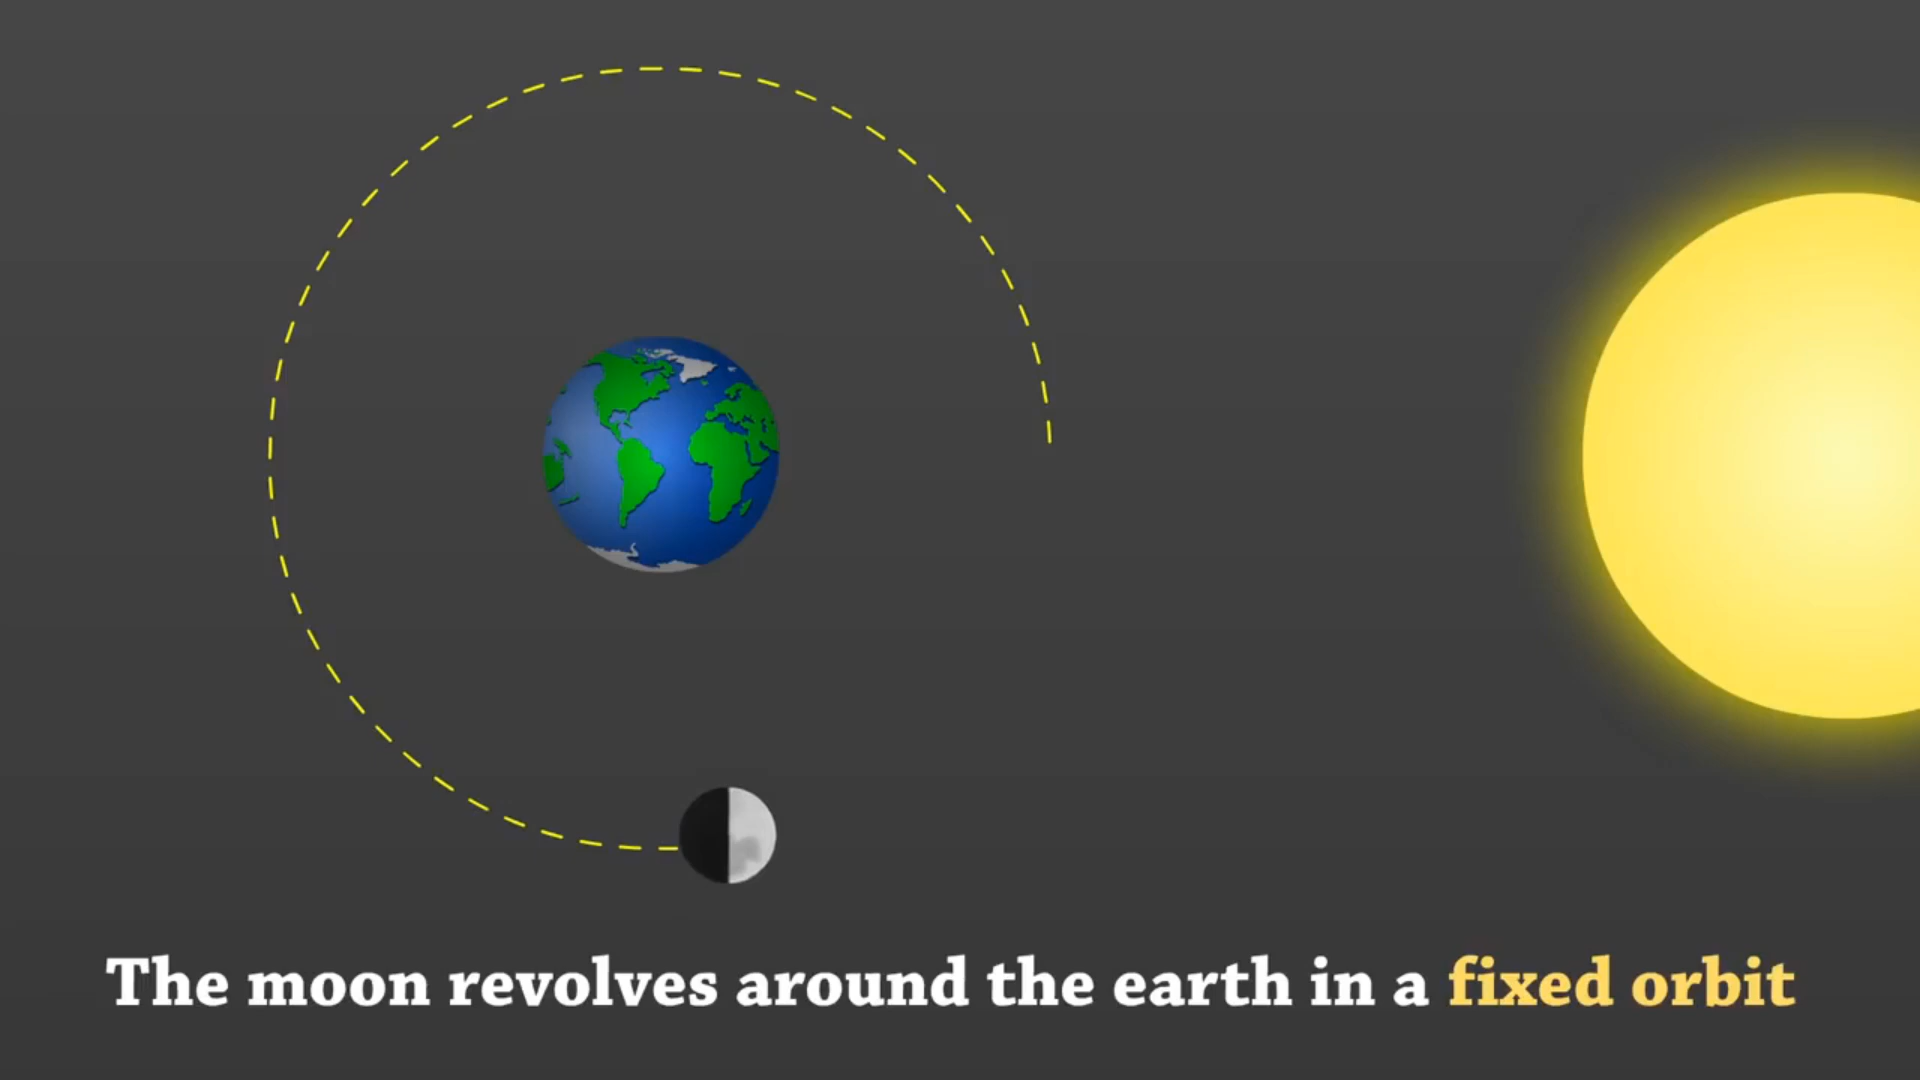 The moon revolves around the earth in a fixed orbit